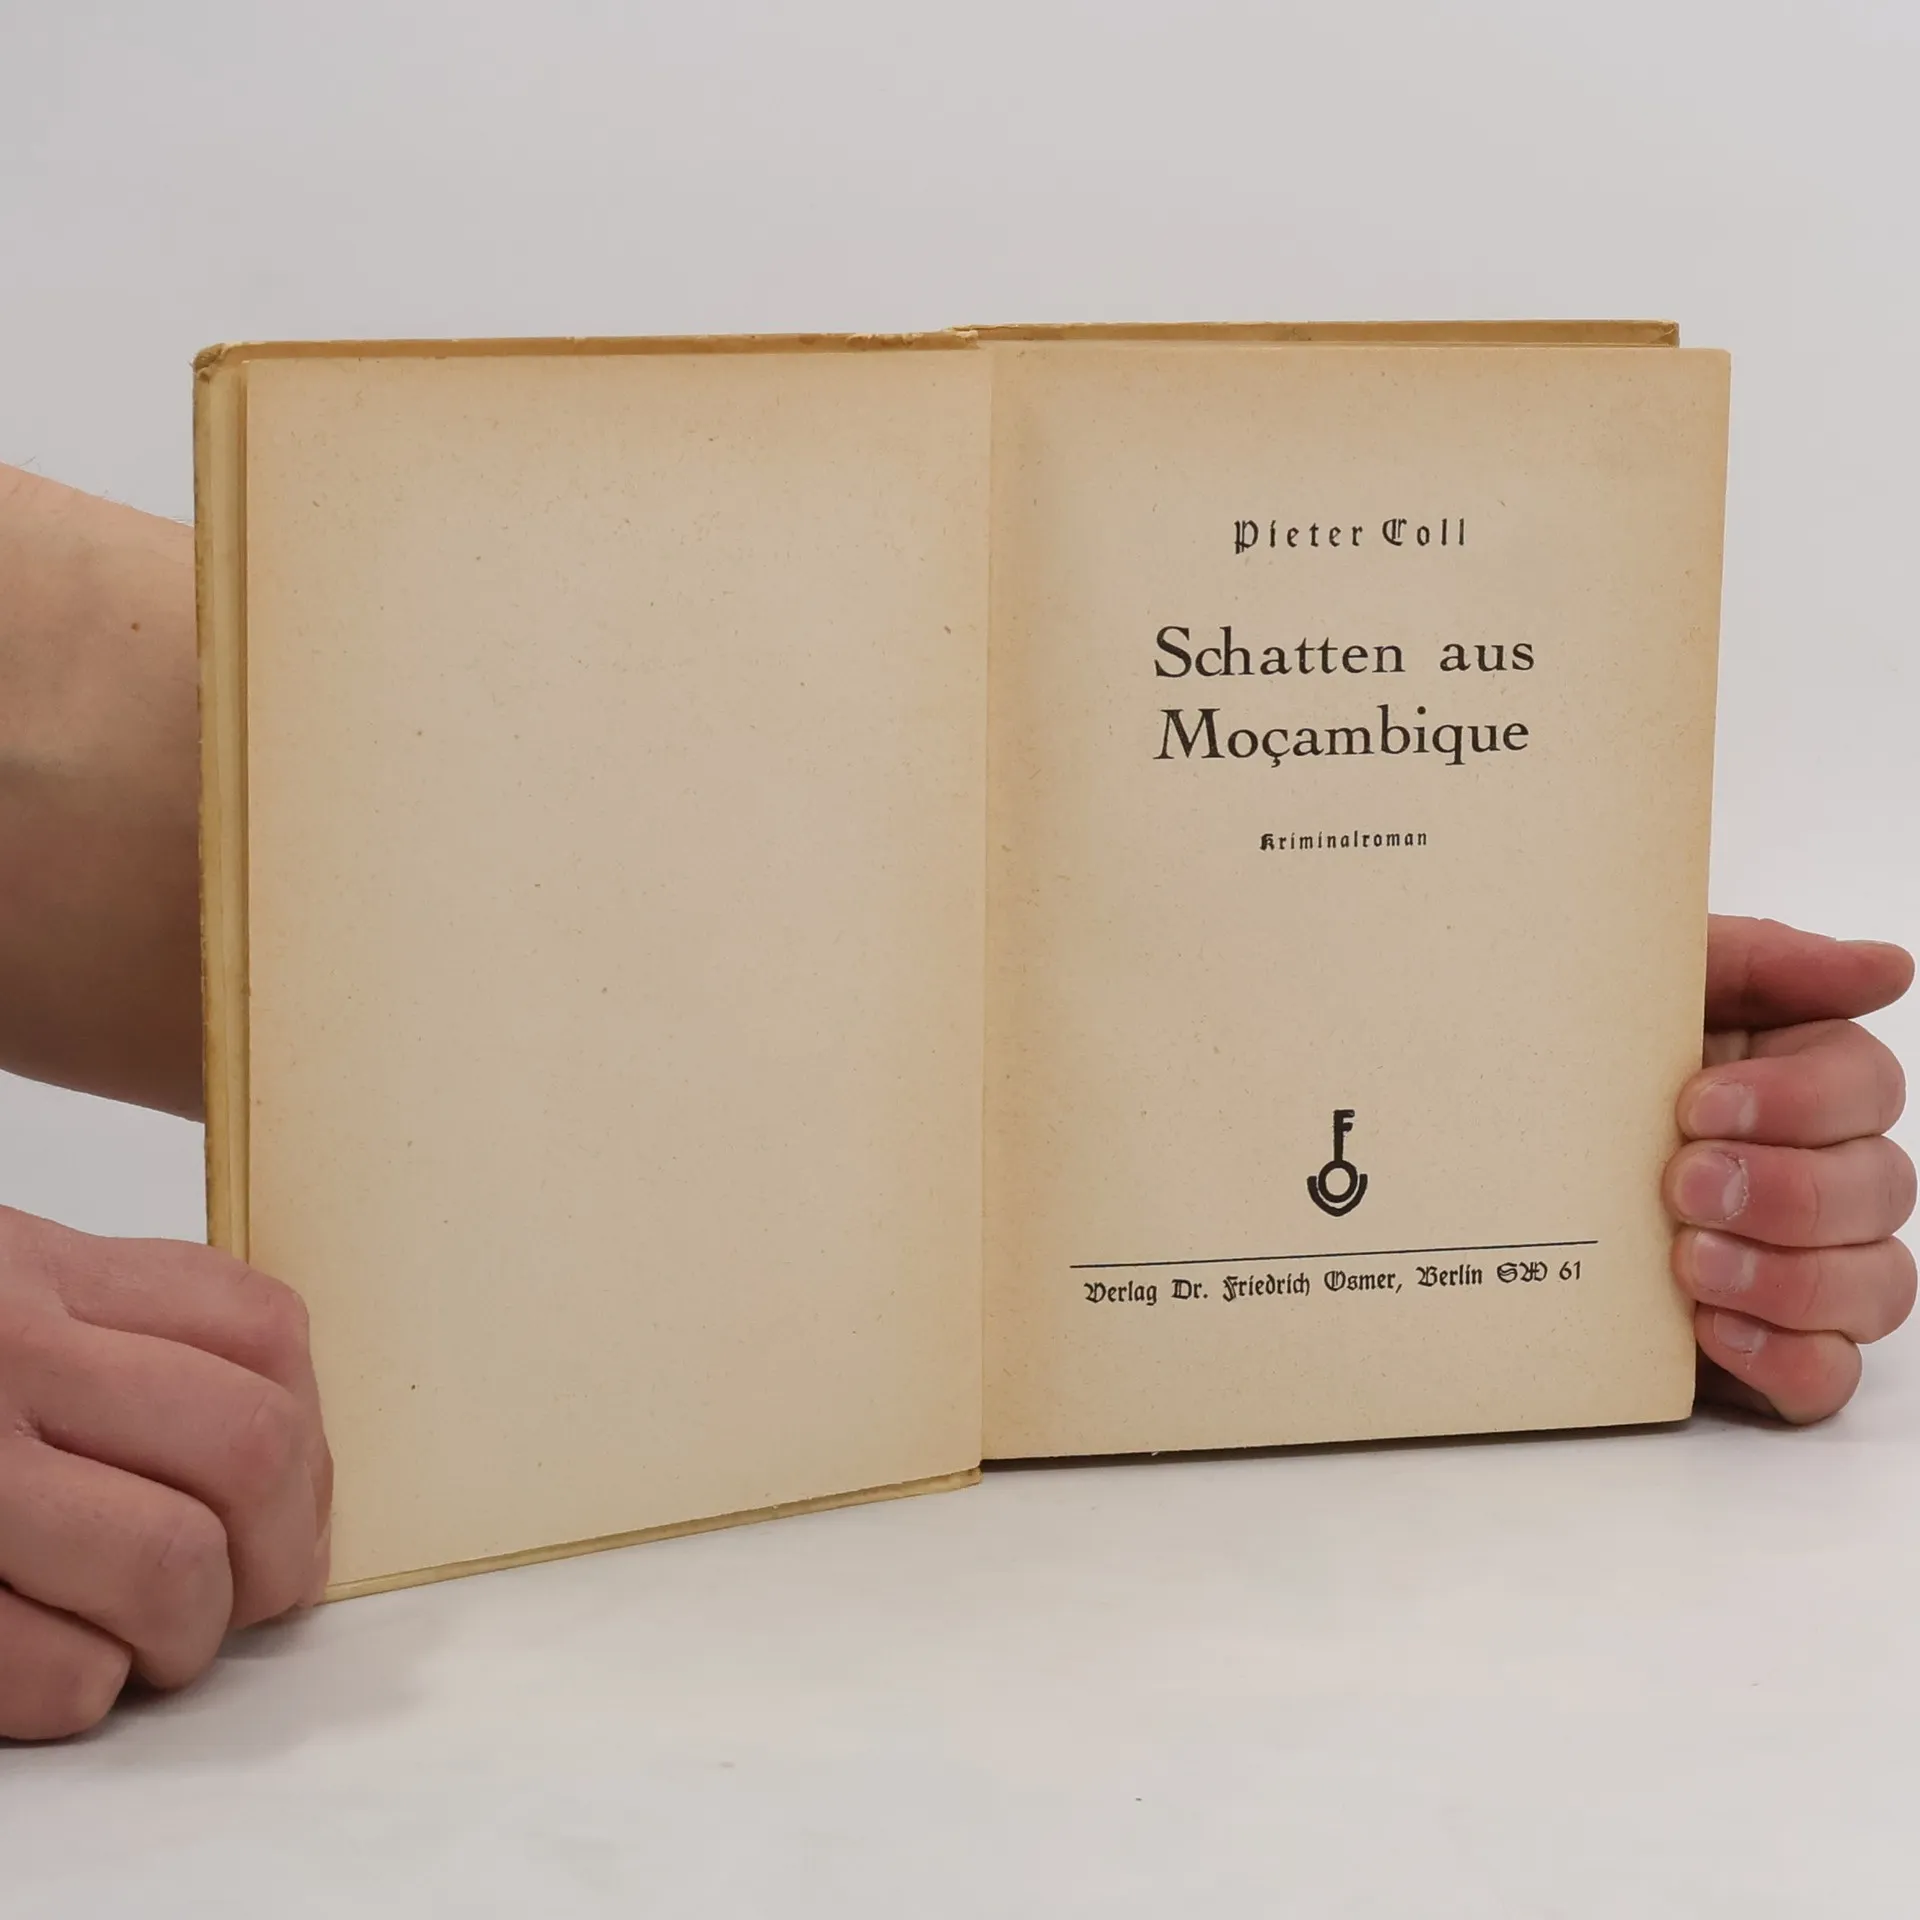 Pieter Coll
Schatten aus
Moçambique
Kriminalroman
F
Verlag Dr. Friedrich Osmer, Berlin SW 61